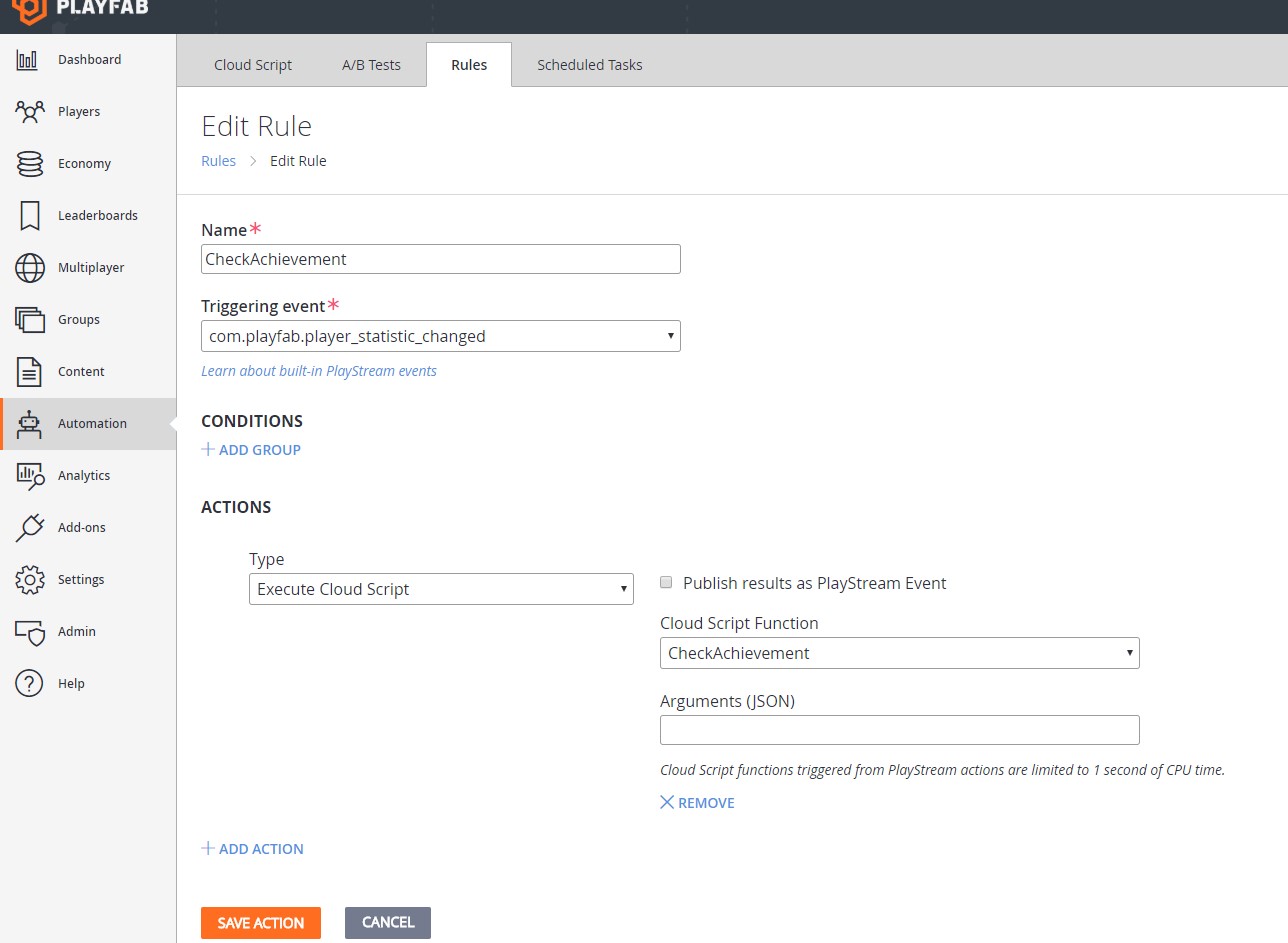 PLAYFAB
Dashboard
Players
Economy
Leaderboards
Multiplayer
Groups
Content
Automation
Analytics
Add-ons
Settings
Admin
Help
Cloud Script A/B Tests Rules Scheduled Tasks
Edit Rule
Rules > Edit Rule
Name*
CheckAchievement
Triggering event*
com.playfab.player_statistic_changed
Learn about built-in PlayStream events
CONDITIONS
+ ADD GROUP
ACTIONS
Type
Execute Cloud Script
Publish results as PlayStream Event
Cloud Script Function
CheckAchievement
Arguments (JSON)
Cloud Script functions triggered from PlayStream actions are limited to 1 second of CPU time.
× REMOVE
+ ADD ACTION
SAVE ACTION CANCEL